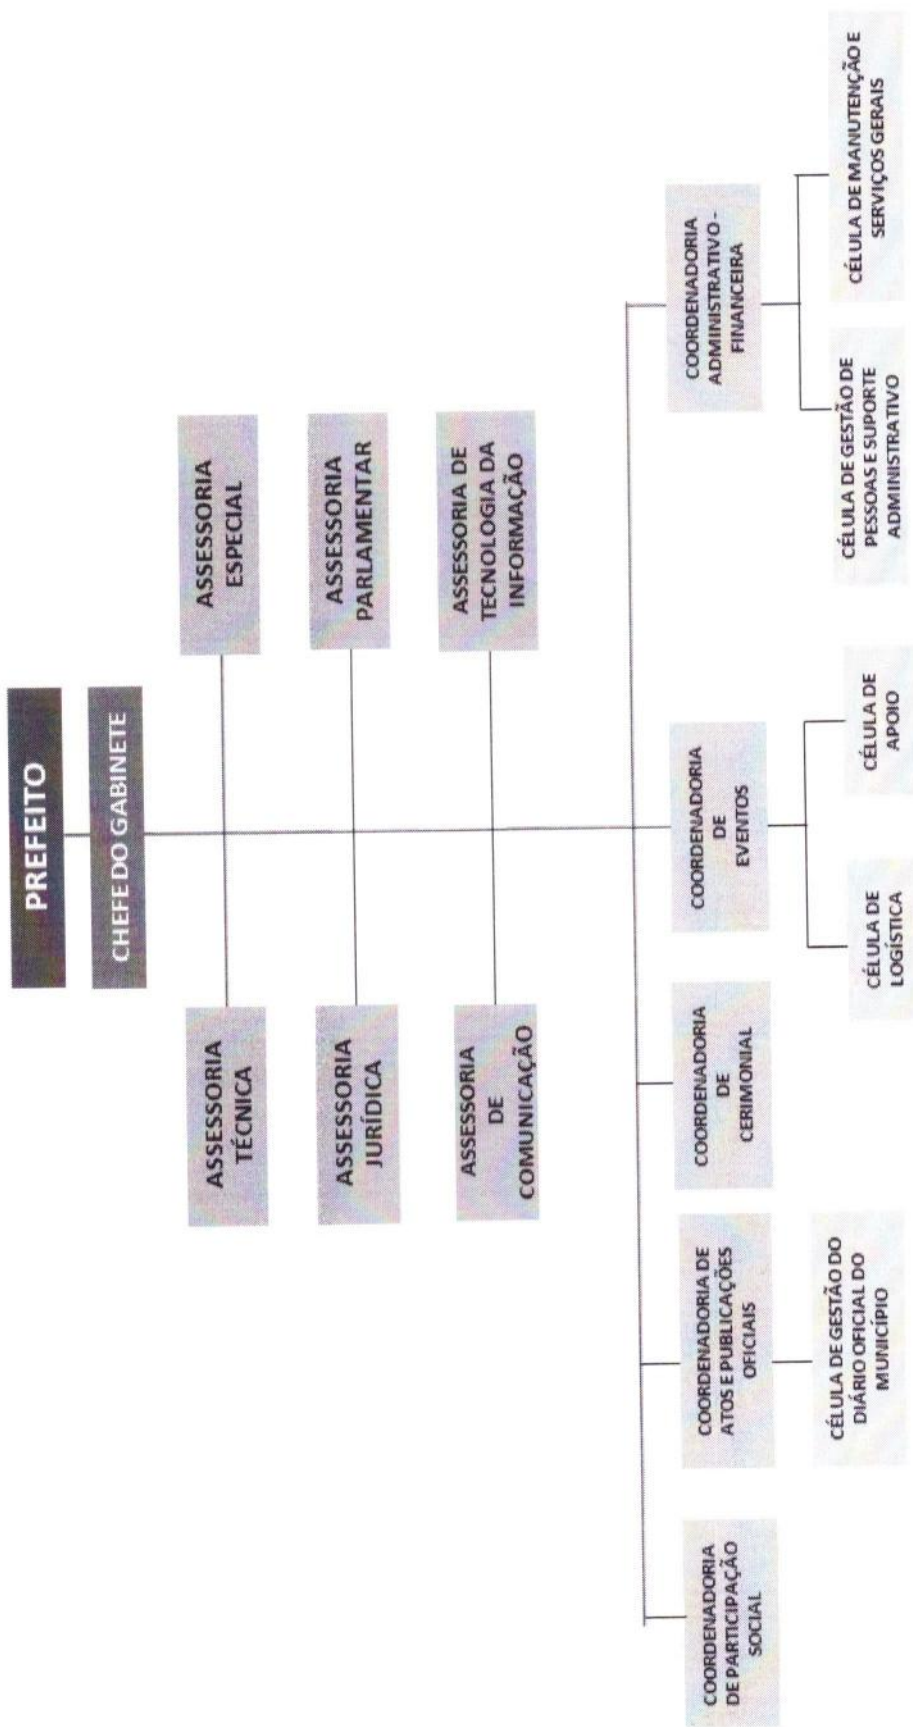 PREFEITO
CHEFE DO GABINETE
ASSESSORIA
TÉCNICA
ASSESSORIA
ESPECIAL
ASSESSORIA
JURÍDICA
ASSESSORIA
PARLAMENTAR
ASSESSORIA
DE
COMUNICAÇÃO
ASSESSORIA DE
TECNOLOGIA DA
INFORMAÇÃO
COORDENADORIA
DE PARTICIPAÇÃO
SOCIAL
COORDENADORIA DE
ATOS E PUBLICAÇÕES
OFICIAIS
COORDENADORIA
DE
CERIMONIAL
COORDENADORIA
DE
EVENTOS
COORDENADORIA
ADMINISTRATIVO-
FINANCEIRA
CÉLULA DE GESTÃO DO
DIÁRIO OFICIAL DO
MUNICÍPIO
CÉLULA DE
LOGÍSTICA
CÉLULA DE
APOIO
CÉLULA DE GESTÃO DE
PESSOAS E SUPORTE
ADMINISTRATIVO
CÉLULA DE MANUTENÇÃO E
SERVIÇOS GERAIS